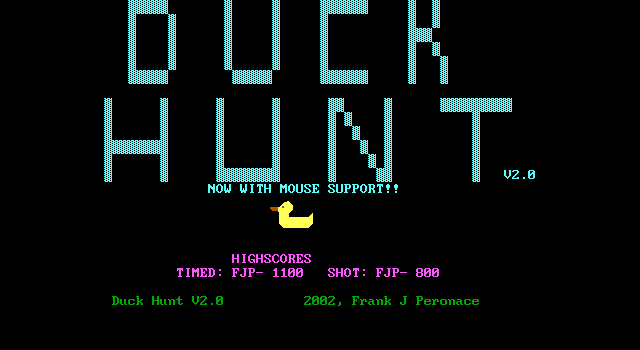 DUCK
HUNT
V2.0
NOW WITH MOUSE SUPPORT!!
HIGHSCORES
TIMED: FJP- 1100 SHOT: FJP- 800
Duck Hunt V2.0 2002, Frank J Peronace